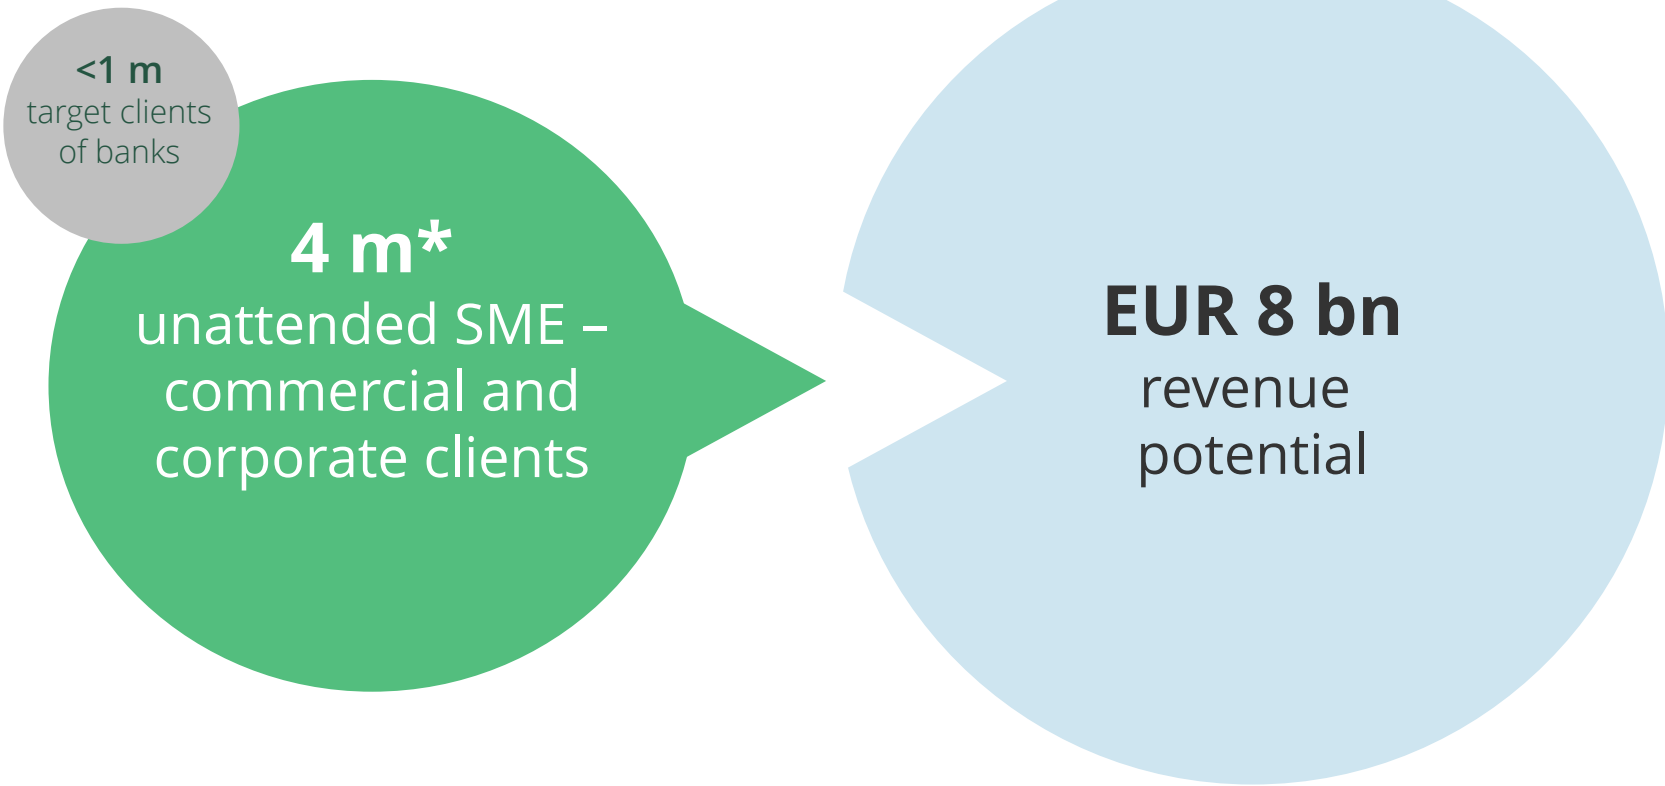 <1 m
target clients
of banks
4 m*
unattended SME –
commercial and
corporate clients
EUR 8 bn
revenue
potential